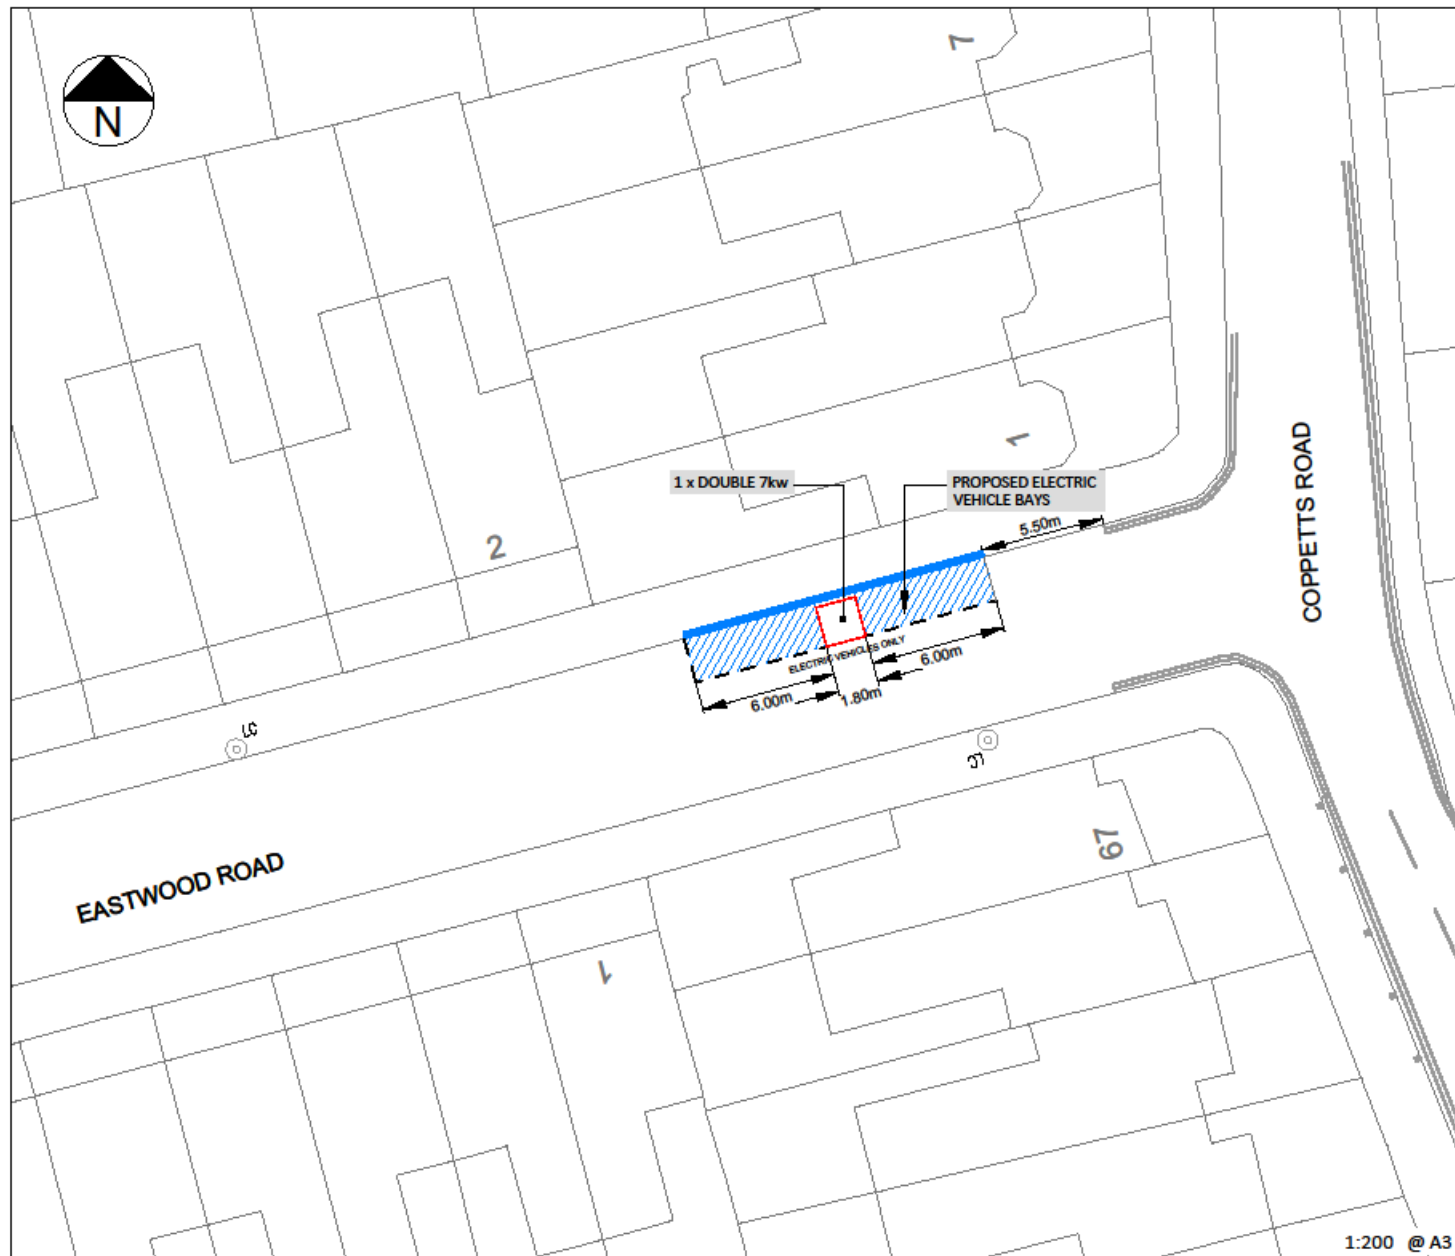 N
7
1
1 x DOUBLE 7kw
PROPOSED ELECTRIC
VEHICLE BAYS
5.50m
COPPETTS ROAD
2
ELECTRIC VEHICLES ONLY
6.00m
6.00m
1.80m
LC
67
EASTWOOD ROAD
1
1:200 @ A3